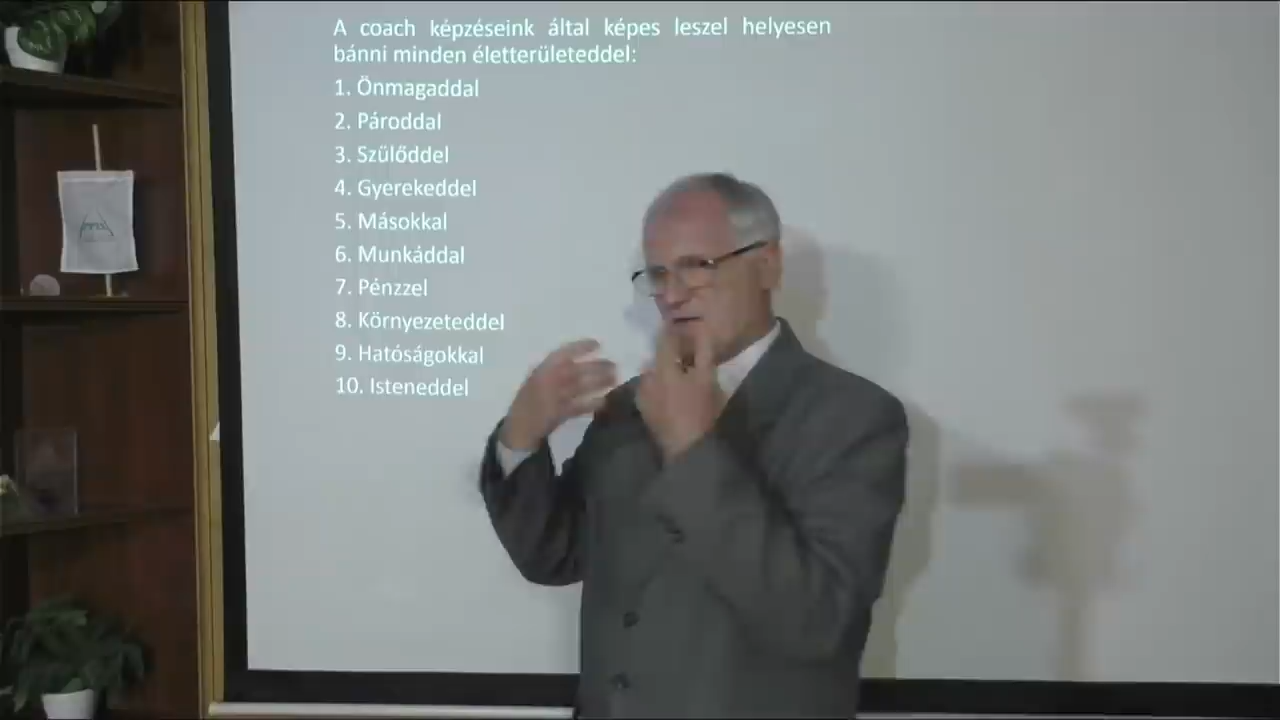 A coach képzéseink által képes leszel helyesen
bánni minden életterületeddel:
1. Önmagaddal
2. Pároddal
3. Szülőddel
4. Gyerekeddel
5. Másokkal
6. Munkáddal
7. Pénzzel
8. Környezeteddel
9. Hatóságokkal
10. Isteneddel